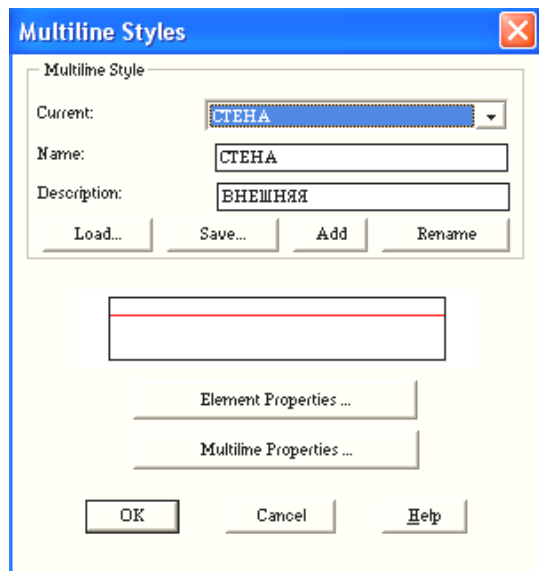 Multiline Styles
Multiline Style
Current: СТЕНА
Name: СТЕНА
Description: ВНЕШНЯЯ
Load... Save... Add Rename
Element Properties ...
Multiline Properties ...
OK Cancel Help